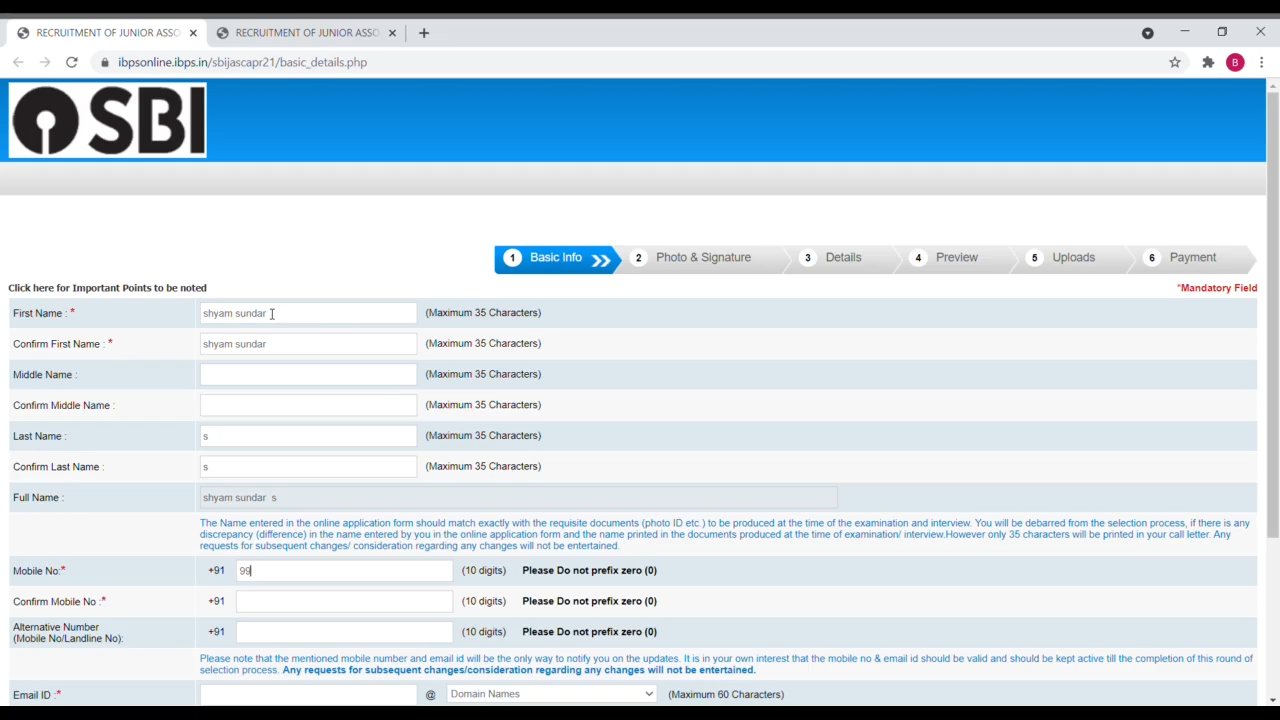 RECRUITMENT OF JUNIOR ASSO
RECRUITMENT OF JUNIOR ASSO
ibpsonline.ibps.in/sbijascapr21/basic_details.php
B
SBI
1 Basic Info
2 Photo & Signature
3 Details
4 Preview
5 Uploads
6 Payment
Click here for Important Points to be noted
*Mandatory Field
First Name : * shyam sundar (Maximum 35 Characters)
Confirm First Name : * shyam sundar (Maximum 35 Characters)
Middle Name : (Maximum 35 Characters)
Confirm Middle Name : (Maximum 35 Characters)
Last Name : s (Maximum 35 Characters)
Confirm Last Name : s (Maximum 35 Characters)
Full Name : shyam sundar s
The Name entered in the online application form should match exactly with the requisite documents (photo ID etc.) to be produced at the time of the examination and interview. You will be debarred from the selection process, if there is any
discrepancy (difference) in the name entered by you in the online application form and the name printed in the documents produced at the time of examination/ interview.However only 35 characters will be printed in your call letter. Any
requests for subsequent changes/ consideration regarding any changes will not be entertained.
Mobile No:* +91 99 (10 digits) Please Do not prefix zero (0)
Confirm Mobile No :* +91 (10 digits) Please Do not prefix zero (0)
Alternative Number
(Mobile No/Landline No): +91 (10 digits) Please Do not prefix zero (0)
Please note that the mentioned mobile number and email id will be the only way to notify you on the updates. It is in your own interest that the mobile no & email id should be valid and should be kept active till the completion of this round of
selection process. Any requests for subsequent changes/consideration regarding any changes will not be entertained.
Email ID :* @ Domain Names (Maximum 60 Characters)